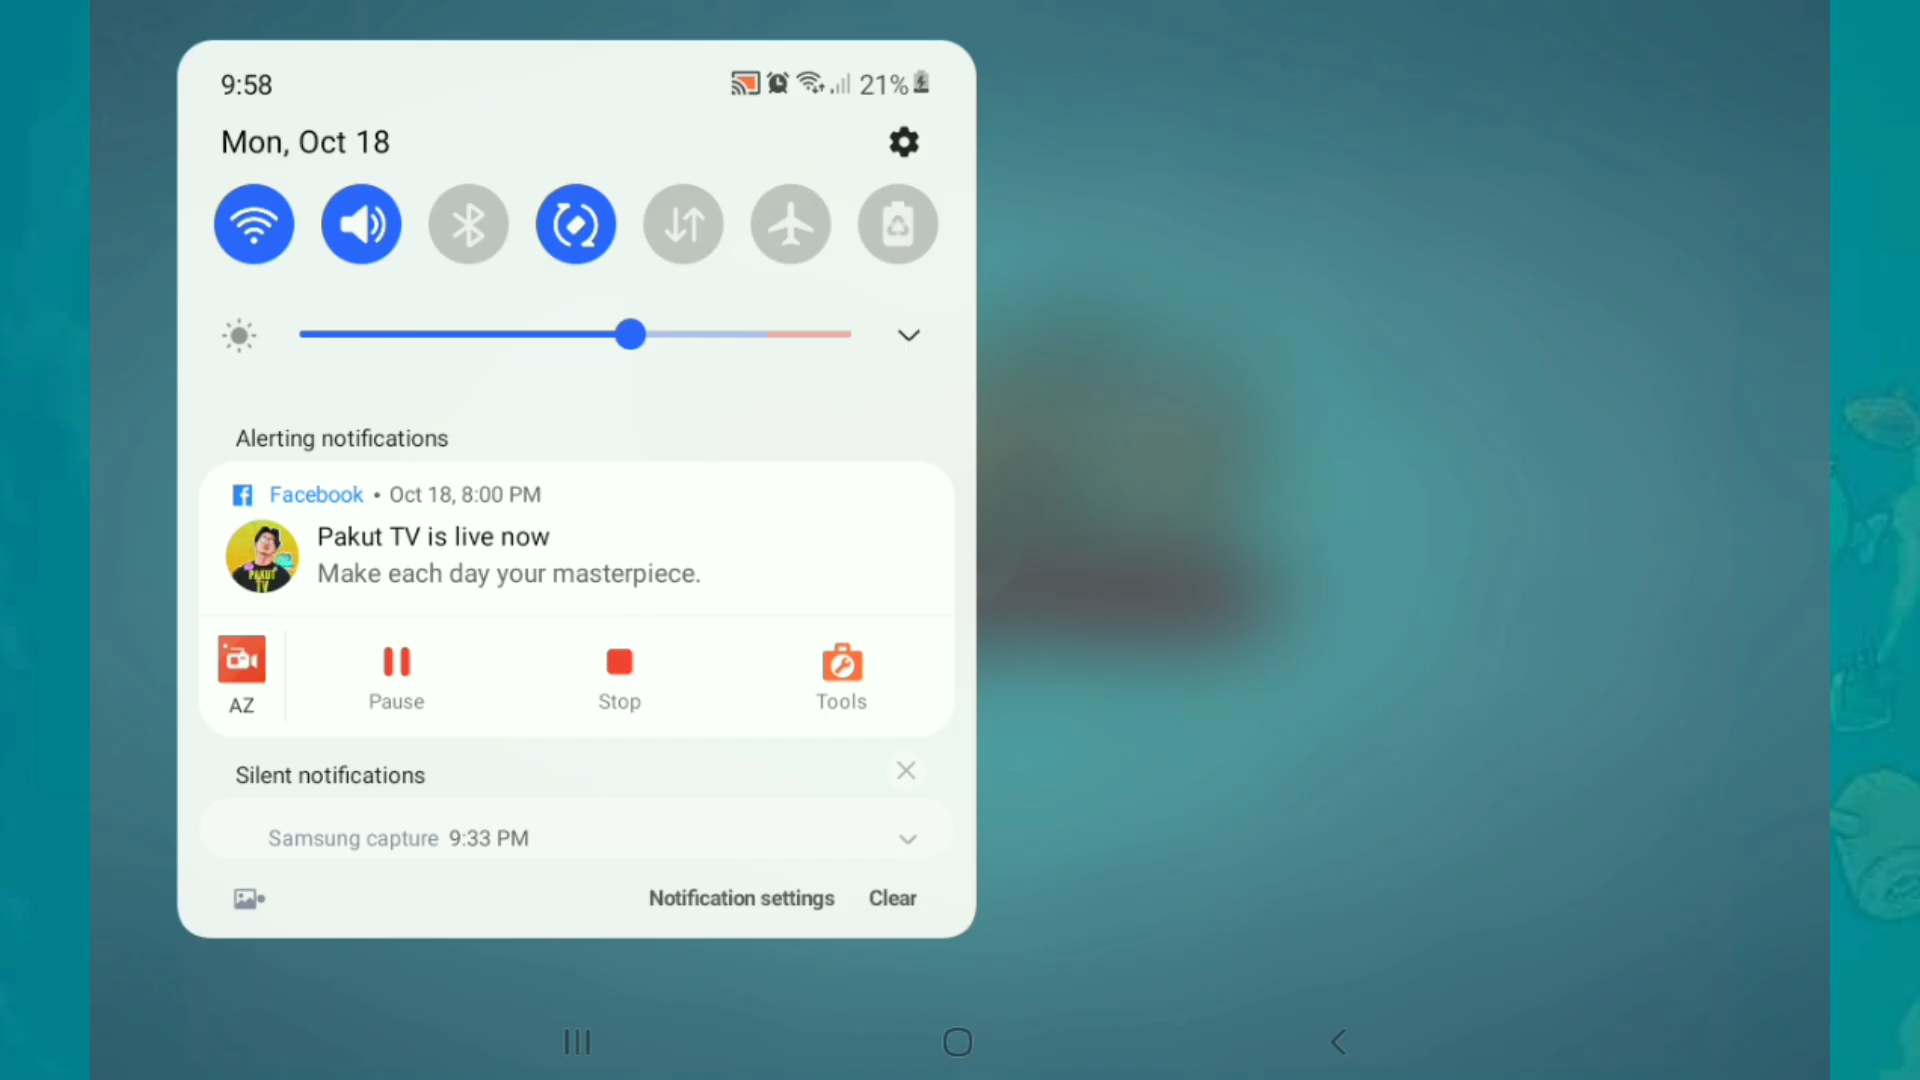 9:58
21%
Mon, Oct 18
Alerting notifications
Facebook • Oct 18, 8:00 PM
Pakut TV is live now
Make each day your masterpiece.
PAKUT
TV
AZ
Pause
Stop
Tools
Silent notifications
Samsung capture 9:33 PM
Notification settings
Clear